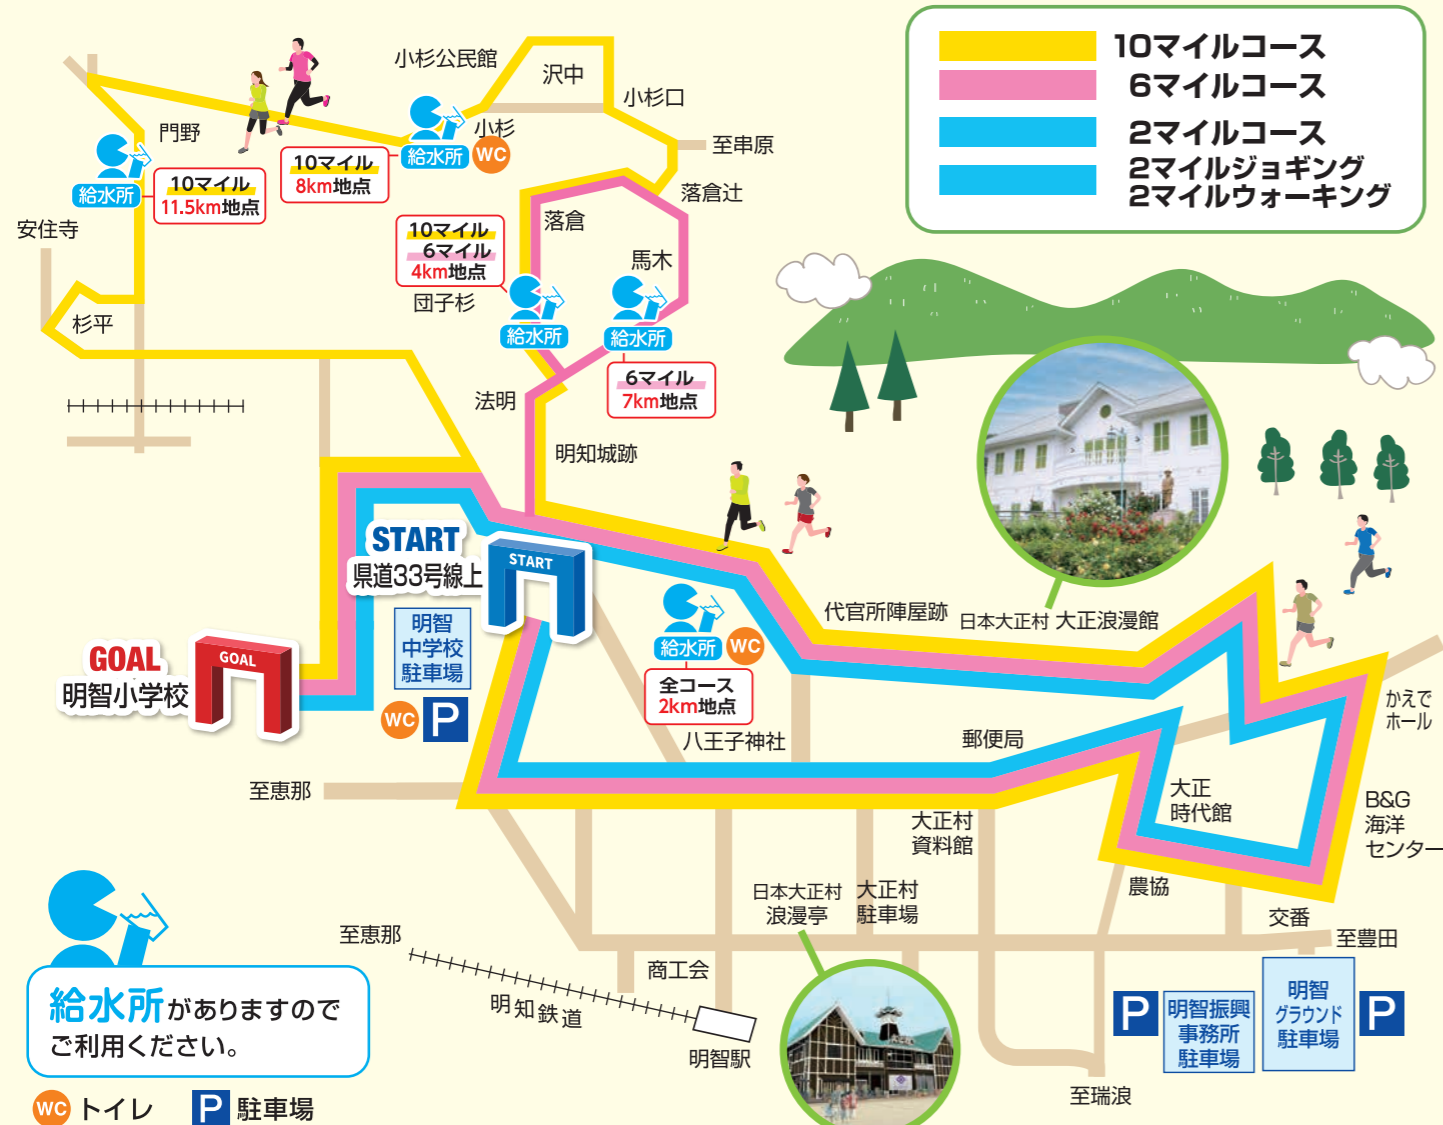 10マイルコース
6マイルコース
2マイルコース
2マイルジョギング
2マイルウォーキング
小杉公民館
沢中
小杉口
小杉
至串原
門野
給水所
WC
10マイル
8km地点
給水所
10マイル
11.5km地点
落倉辻
落倉
安住寺
10マイル
6マイル
4km地点
馬木
団子杉
給水所
給水所
杉平
6マイル
7km地点
法明
明知城跡
START
県道33号線上
START
代官所陣屋跡
日本大正村 大正浪漫館
明智
中学校
駐車場
給水所
WC
GOAL
明智小学校
GOAL
全コース
2km地点
WC
P
八王子神社
郵便局
かえで
ホール
至恵那
大正
時代館
B&G
海洋
センター
大正村
資料館
農協
日本大正村
浪漫亭
大正村
駐車場
交番
至豊田
至恵那
商工会
明知鉄道
明智駅
P
明智振興
事務所
駐車場
明智
グラウンド
駐車場
P
至瑞浪
給水所がありますので
ご利用ください。
WC トイレ
P 駐車場